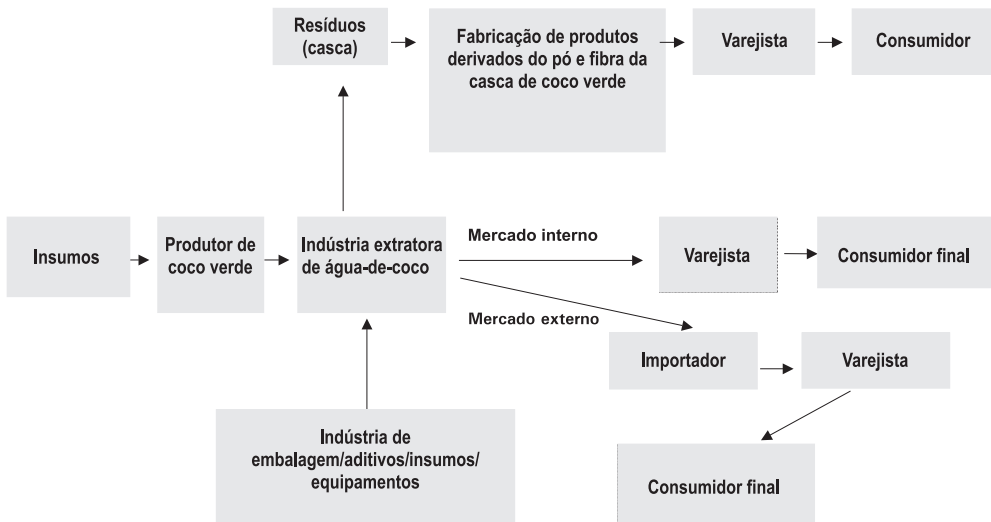 Resíduos
(casca)
Fabricação de produtos
derivados do pó e fibra da
casca de coco verde
Varejista
Consumidor
Insumos
Produtor de
coco verde
Indústria extratora
de água-de-coco
Mercado interno
Varejista
Consumidor final
Mercado externo
Importador
Varejista
Indústria de
embalagem/aditivos/insumos/
equipamentos
Consumidor final